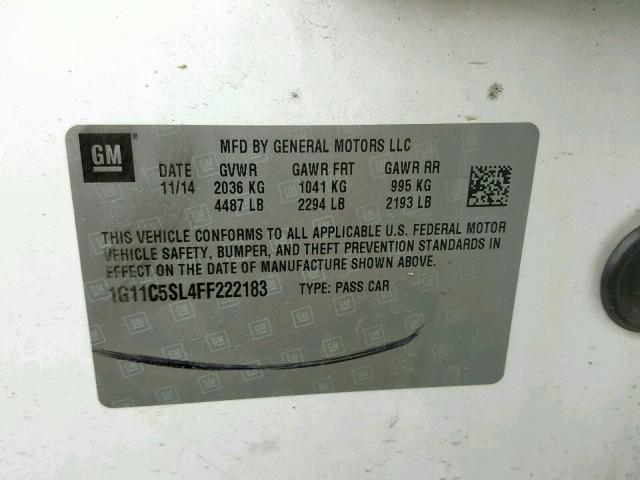 GM
MFD BY GENERAL MOTORS LLC
DATE GVWR GAWR FRT GAWR RR
11/14 2036 KG 1041 KG 995 KG
4487 LB 2294 LB 2193 LB
THIS VEHICLE CONFORMS TO ALL APPLICABLE U.S. FEDERAL MOTOR
VEHICLE SAFETY, BUMPER, AND THEFT PREVENTION STANDARDS IN
EFFECT ON THE DATE OF MANUFACTURE SHOWN ABOVE.
1G11C5SL4FF222183 TYPE: PASS CAR